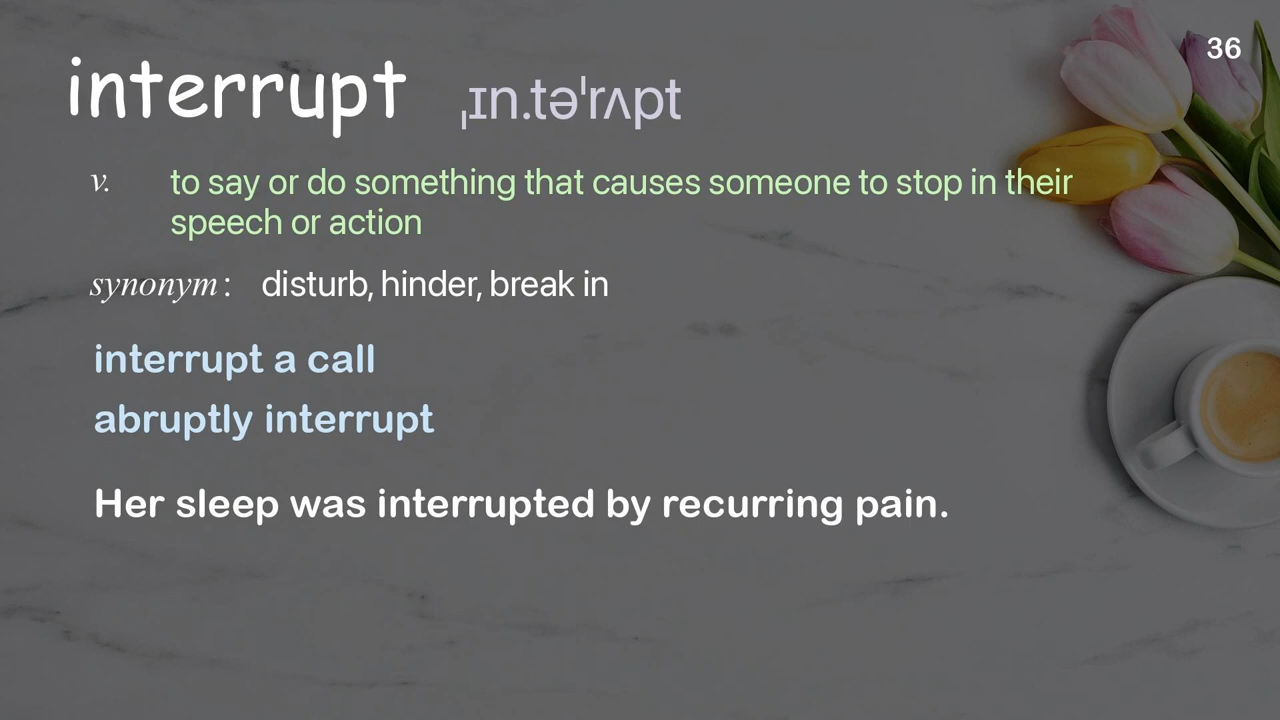 36
interrupt ˌɪn.təˈrʌpt
v. to say or do something that causes someone to stop in their
speech or action
synonym: disturb, hinder, break in
interrupt a call
abruptly interrupt
Her sleep was interrupted by recurring pain.